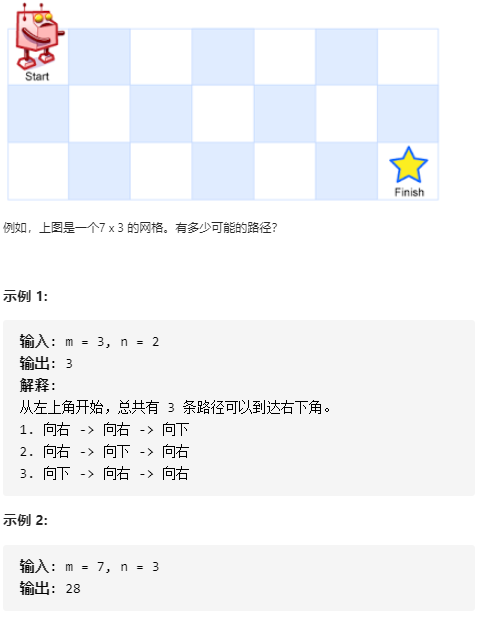 Start
Finish
例如，上图是一个7 x 3 的网格。有多少可能的路径？
示例 1:
输入: m = 3, n = 2
输出: 3
解释:
从左上角开始，总共有 3 条路径可以到达右下角。
1. 向右 -> 向右 -> 向下
2. 向右 -> 向下 -> 向右
3. 向下 -> 向右 -> 向右
示例 2:
输入: m = 7, n = 3
输出: 28